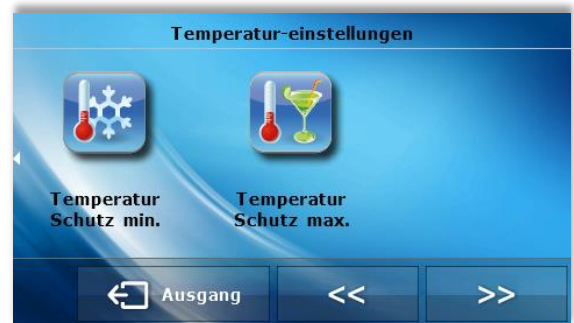 Temperatur-einstellungen
Temperatur
Schutz min.
Temperatur
Schutz max.
Ausgang
<<
>>